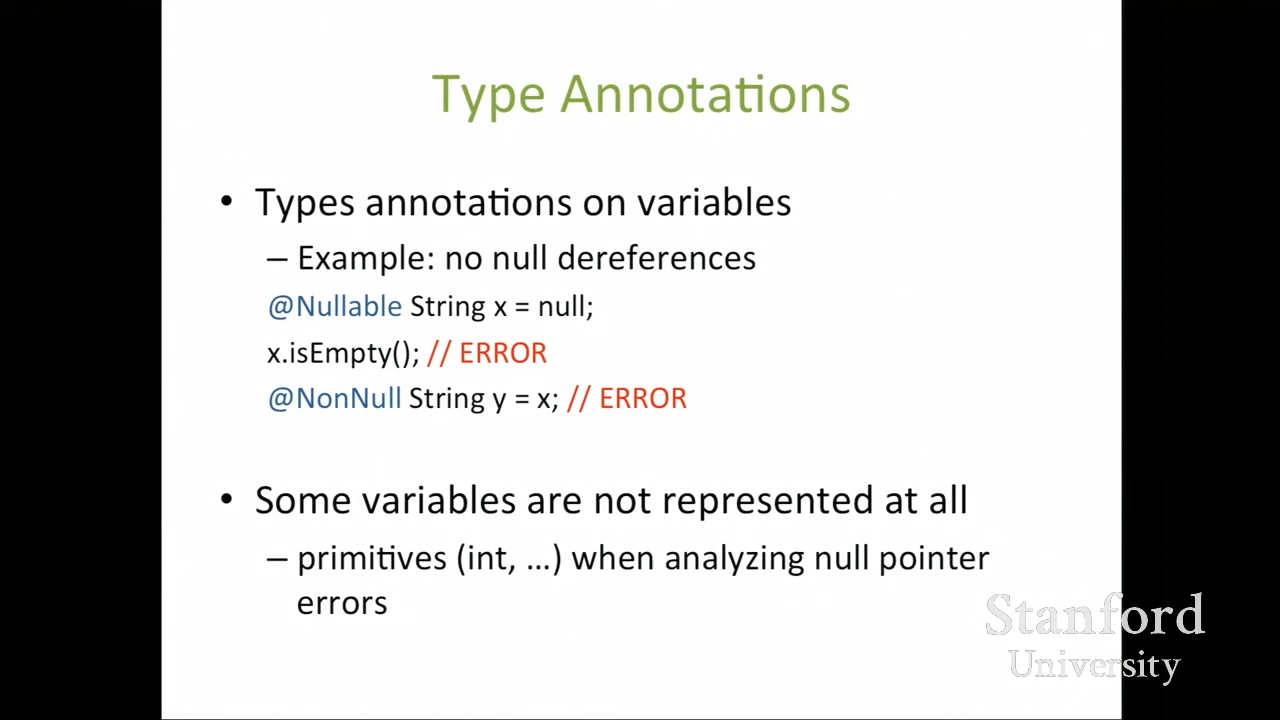 Type Annotations
• Types annotations on variables
– Example: no null dereferences
@Nullable String x = null;
x.isEmpty(); // ERROR
@NonNull String y = x; // ERROR
• Some variables are not represented at all
– primitives (int, …) when analyzing null pointer
errors
Stanford
University